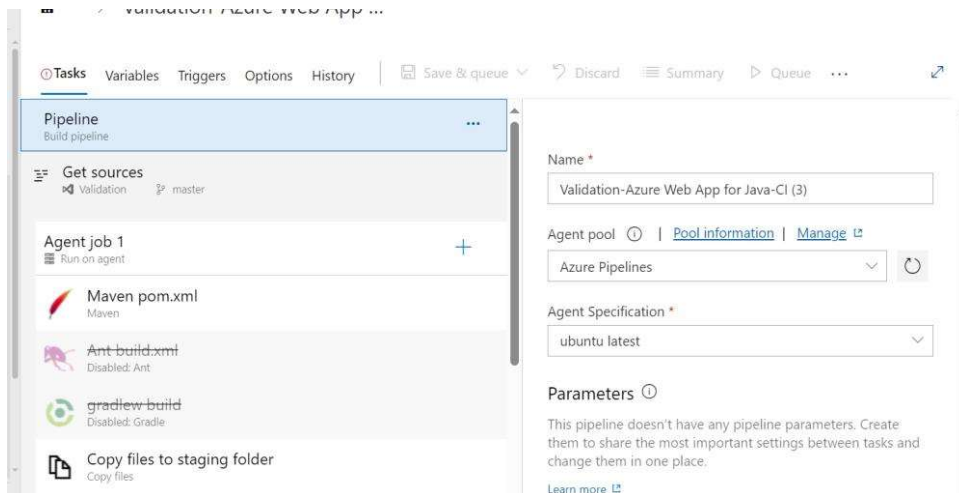 Validation-Azure Web App ...
Tasks Variables Triggers Options History Save & queue Discard Summary Queue ...
Pipeline
Build pipeline
Get sources
Validation master
Agent job 1
Run on agent
Maven pom.xml
Maven
Ant build.xml
Disabled: Ant
gradlew build
Disabled: Gradle
Copy files to staging folder
Copy files
Name *
Validation-Azure Web App for Java-CI (3)
Agent pool | Pool information | Manage
Azure Pipelines
Agent Specification *
ubuntu latest
Parameters
This pipeline doesn't have any pipeline parameters. Create
them to share the most important settings between tasks and
change them in one place.
Learn more